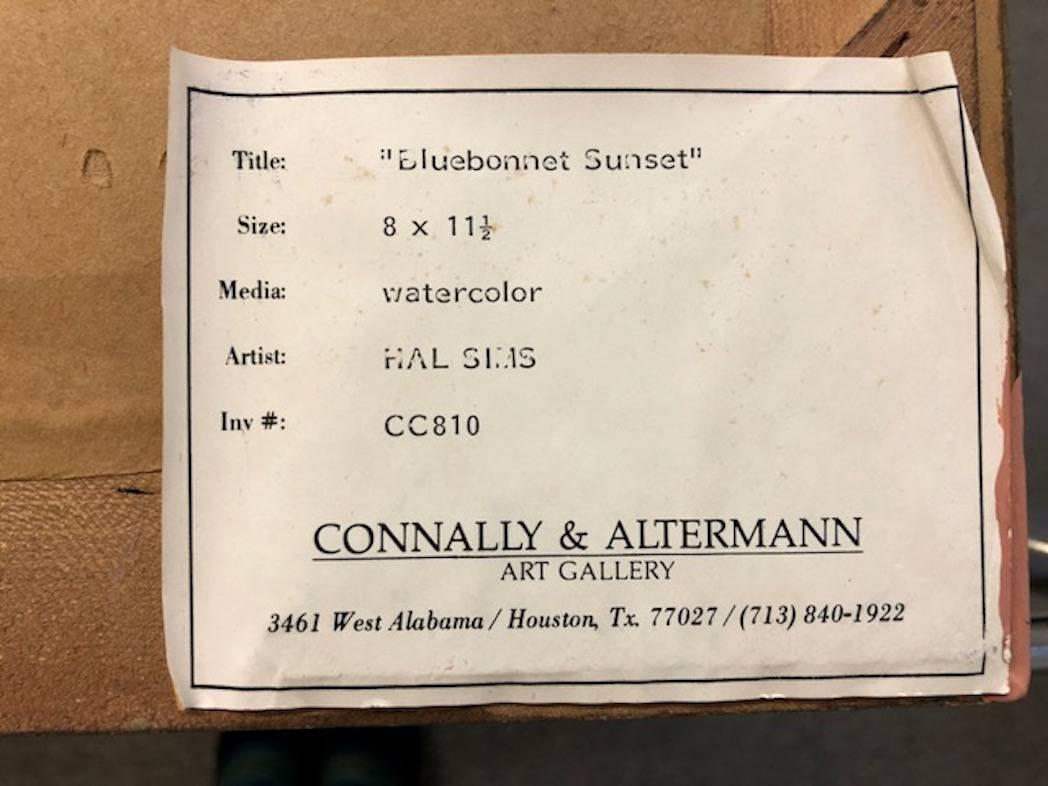 Title: "Bluebonnet Sunset"
Size: 8 x 11½
Media: watercolor
Artist: HAL SIMS
Inv #: CC810
CONNALLY & ALTERMANN
ART GALLERY
3461 West Alabama / Houston, Tx. 77027 / (713) 840-1922